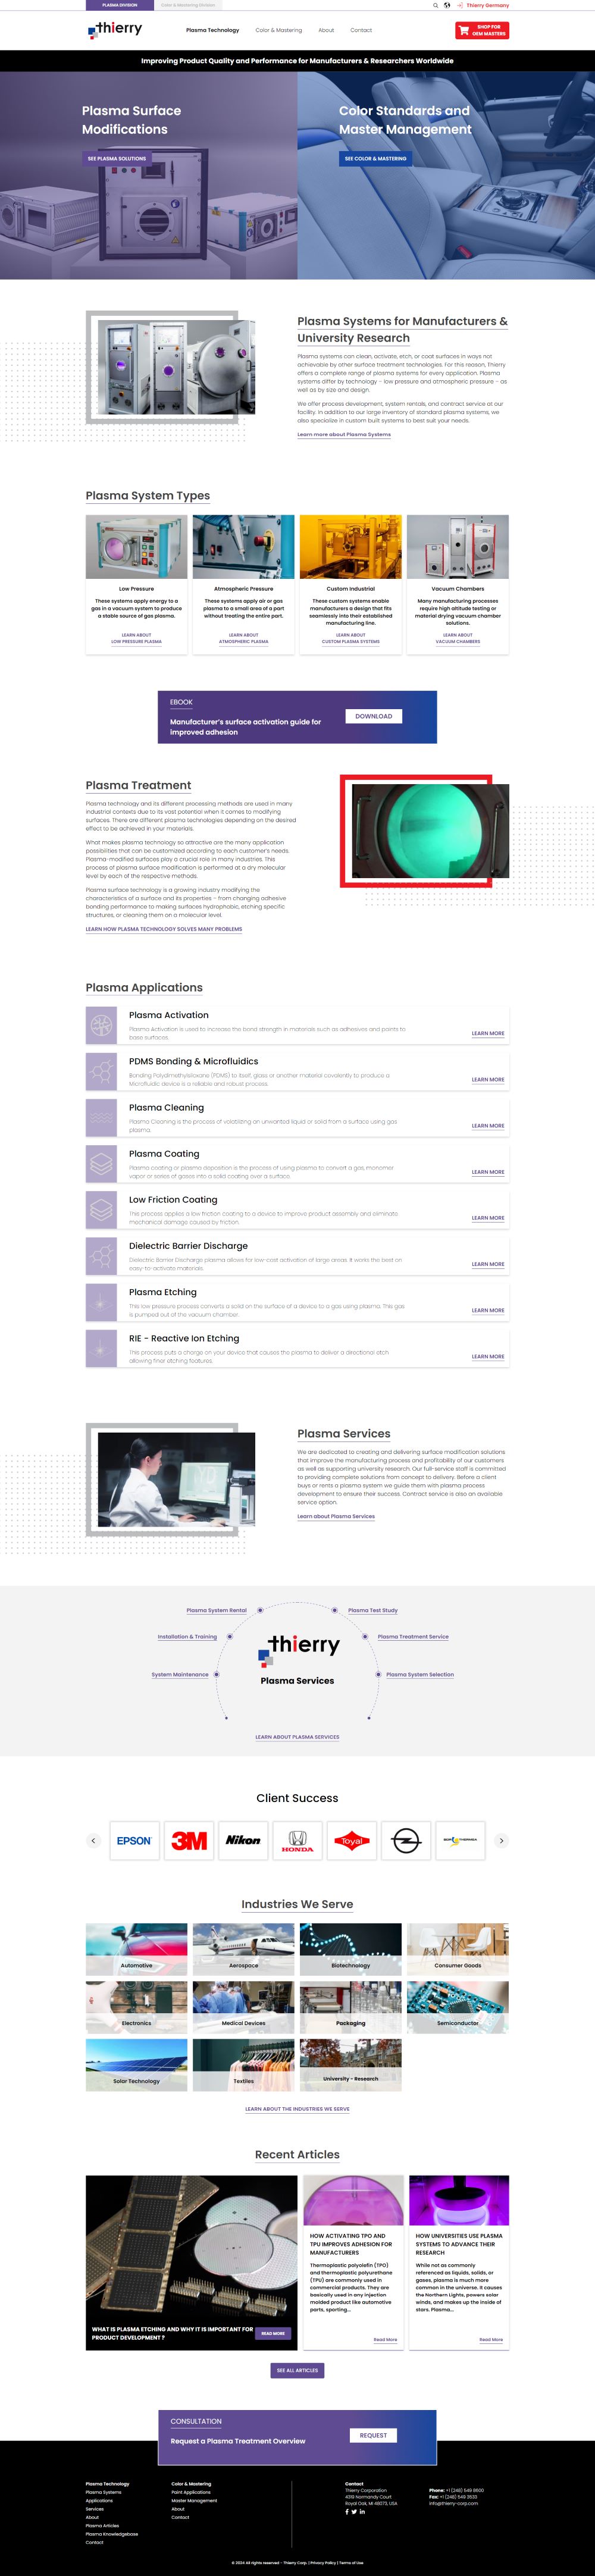 PLASMA DIVISION
Color & Mastering Division
Thierry Germany
thierry
Plasma Technology
Color & Mastering
About
Contact
SHOP FOR
OEM MASTERS
Improving Product Quality and Performance for Manufacturers & Researchers Worldwide
Plasma Surface
Modifications
SEE PLASMA SOLUTIONS
Color Standards and
Master Management
SEE COLOR & MASTERING
Plasma Systems for Manufacturers &
University Research
Plasma systems can clean, activate, etch, or coat surfaces in ways not
achievable by other surface treatment technologies. For this reason, Thierry
offers a complete range of plasma systems for every application. Plasma
systems differ by technology - low pressure and atmospheric pressure - as
well as by size and design.
We offer process development, system rentals, and contract service at our
facility. In addition to our large inventory of standard plasma systems, we
also specialize in custom built systems to best suit your needs.
Learn more about Plasma Systems
Plasma System Types
Low Pressure
These systems apply energy to a
gas in a vacuum system to produce
a stable source of gas plasma.
LEARN ABOUT
LOW PRESSURE PLASMA
Atmospheric Pressure
These systems apply air or gas
plasma to a small area of a part
without treating the entire part.
LEARN ABOUT
ATMOSPHERIC PLASMA
Custom Industrial
These custom systems enable
manufacturers a design that fits
seamlessly into their established
manufacturing line.
LEARN ABOUT
CUSTOM PLASMA SYSTEMS
Vacuum Chambers
Many manufacturing processes
require high altitude testing or
material drying vacuum chamber
solutions.
LEARN ABOUT
VACUUM CHAMBERS
EBOOK
Manufacturer's surface activation guide for
improved adhesion
DOWNLOAD
Plasma Treatment
Plasma technology and its different processing methods are used in many
industrial contexts due to its vast potential when it comes to modifying
surfaces. There are different plasma technologies depending on the desired
effect to be achieved in your materials.
What makes plasma technology so attractive are the many application
possibilities that can be customized according to each customer's needs.
Plasma-modified surfaces play a crucial role in many industries. This
process of plasma surface modification is performed at a dry molecular
level by each of the respective methods.
Plasma surface technology is a growing industry modifying the
characteristics of a surface and its properties - from changing adhesive
bonding performance to making surfaces hydrophobic, etching specific
structures, or cleaning them on a molecular level.
LEARN HOW PLASMA TECHNOLOGY SOLVES MANY PROBLEMS
Plasma Applications
Plasma Activation
Plasma Activation is used to increase the bond strength in materials such as adhesives and paints to
base surfaces.
LEARN MORE
PDMS Bonding & Microfluidics
Bonding Polydimethylsiloxane (PDMS) to itself, glass or another material covalently to produce a
Microfluidic device is a reliable and robust process.
LEARN MORE
Plasma Cleaning
Plasma Cleaning is the process of volatilizing an unwanted liquid or solid from a surface using gas
plasma.
LEARN MORE
Plasma Coating
Plasma coating or plasma deposition is the process of using plasma to convert a gas, monomer
vapor or series of gases into a solid coating over a surface.
LEARN MORE
Low Friction Coating
This process applies a low friction coating to a device to improve product assembly and eliminate
mechanical damage caused by friction.
LEARN MORE
Dielectric Barrier Discharge
Dielectric Barrier Discharge plasma allows for low-cost activation of large areas. It works the best on
easy-to-activate materials.
LEARN MORE
Plasma Etching
This low pressure process converts a solid on the surface of a device to a gas using plasma. This gas
is pumped out of the vacuum chamber.
LEARN MORE
RIE - Reactive Ion Etching
This process puts a charge on your device that causes the plasma to deliver a directional etch
allowing finer etching features.
LEARN MORE
Plasma Services
We are dedicated to creating and delivering surface modification solutions
that improve the manufacturing process and profitability of our customers
as well as supporting university research. Our full-service staff is committed
to providing complete solutions from concept to delivery. Before a client
buys or rents a plasma system we guide them with plasma process
development to ensure their success. Contract service is also an available
service option.
Learn about Plasma Services
Plasma System Rental
Plasma Test Study
Installation & Training
Plasma Treatment Service
System Maintenance
Plasma System Selection
thierry
Plasma Services
LEARN ABOUT PLASMA SERVICES
Client Success
EPSON
3M
Nikon
HONDA
Toyal
Industries We Serve
Automotive
Aerospace
Biotechnology
Consumer Goods
Electronics
Medical Devices
Packaging
Semiconductor
Solar Technology
Textiles
University - Research
LEARN ABOUT THE INDUSTRIES WE SERVE
Recent Articles
WHAT IS PLASMA ETCHING AND WHY IT IS IMPORTANT FOR
PRODUCT DEVELOPMENT ?
READ MORE
HOW ACTIVATING TPO AND
TPU IMPROVES ADHESION FOR
MANUFACTURERS
Thermoplastic polyolefin (TPO)
and thermoplastic polyurethane
(TPU) are commonly used in
commercial products. They are
basically used in any injection
molded product like automotive
parts, sporting...
Read More
HOW UNIVERSITIES USE PLASMA
SYSTEMS TO ADVANCE THEIR
RESEARCH
While not as commonly
referenced as liquids, solids, or
gases, plasma is much more
common in the universe. It causes
the Northern Lights, powers solar
winds, and makes up the inside of
stars. Plasma...
Read More
SEE ALL ARTICLES
CONSULTATION
Request a Plasma Treatment Overview
REQUEST
Plasma Technology
Plasma Systems
Applications
Services
About
Plasma Articles
Plasma Knowledgebase
Contact
Color & Mastering
Paint Applications
Master Management
About
Contact
Contact
Thierry Corporation
4319 Normandy Court
Royal Oak, MI 48073, USA
Phone: +1 (248) 549 8600
Fax: +1 (248) 549 3633
info@thierry-corp.com
© 2024 All rights reserved - Thierry Corp. | Privacy Policy | Terms of Use